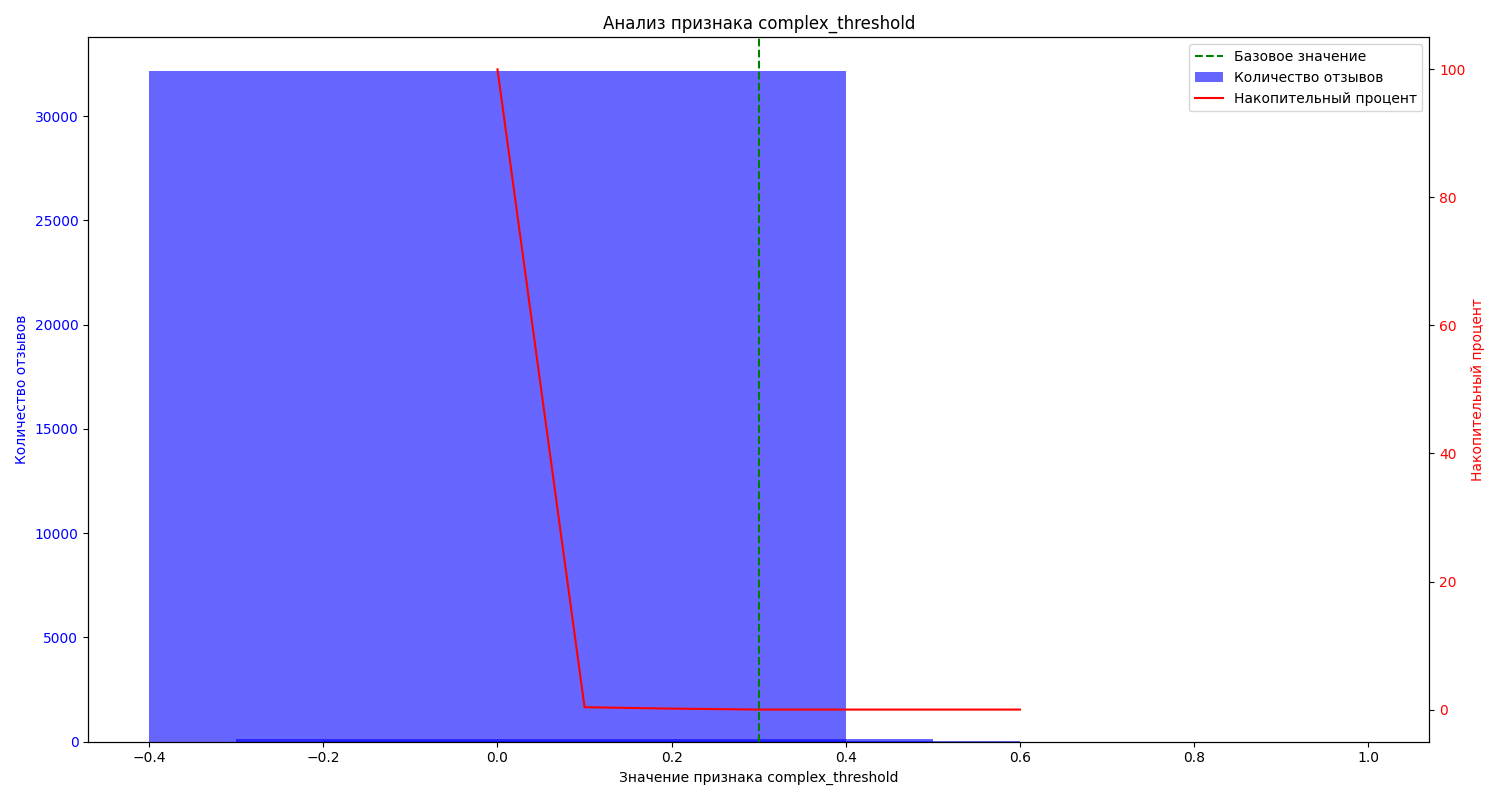 Анализ признака complex_threshold
Базовое значение
Количество отзывов
Накопительный процент
Количество отзывов
30000
25000
20000
15000
10000
5000
0
100
80
60
40
20
0
Накопительный процент
−0.4 −0.2 0.0 0.2 0.4 0.6 0.8 1.0
Значение признака complex_threshold